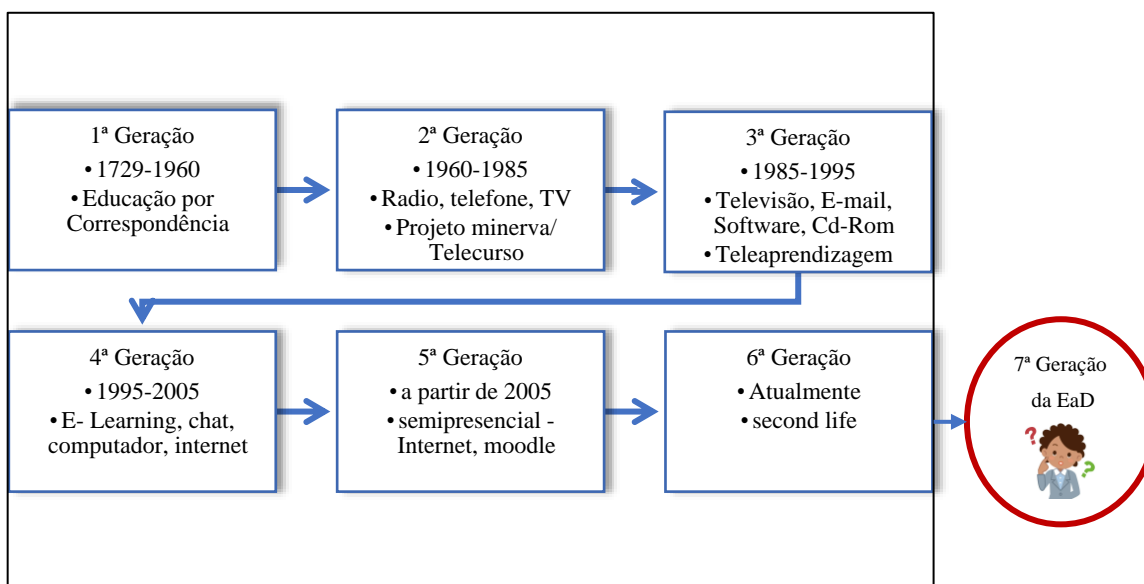 1ª Geração
• 1729-1960
• Educação por
Correspondência
2ª Geração
• 1960-1985
• Radio, telefone, TV
• Projeto minerva/
Telecurso
3ª Geração
• 1985-1995
• Televisão, E-mail,
Software, Cd-Rom
• Teleaprendizagem
4ª Geração
• 1995-2005
• E- Learning, chat,
computador, internet
5ª Geração
• a partir de 2005
• semipresencial -
Internet, moodle
6ª Geração
• Atualmente
• second life
7ª Geração
da EaD
? ?